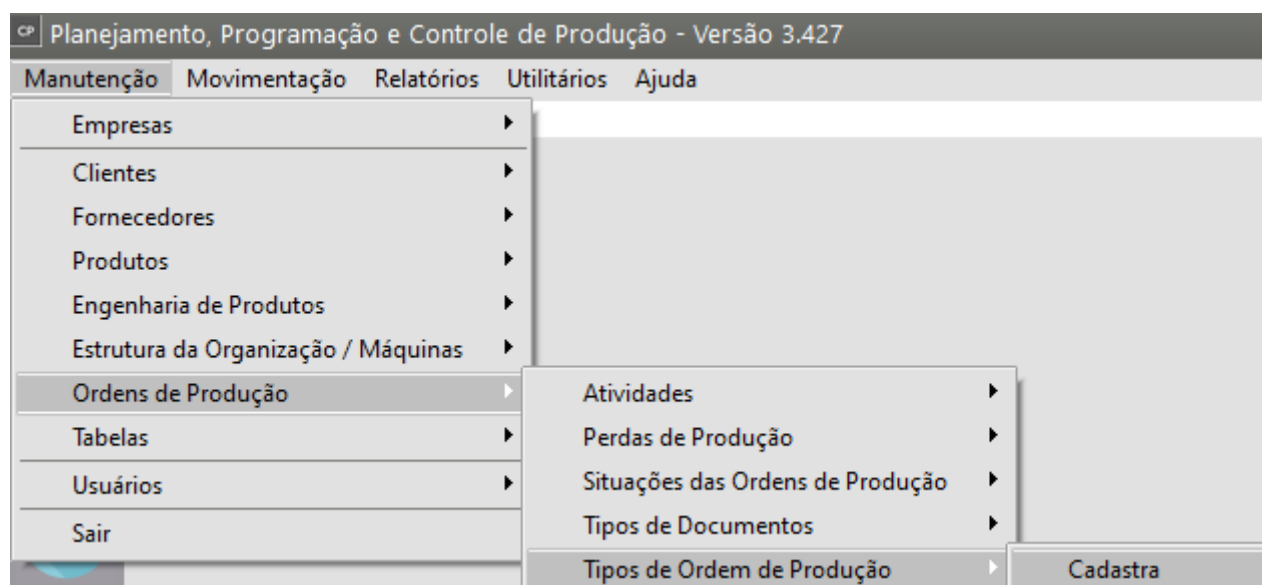 CP Planejamento, Programação e Controle de Produção - Versão 3.427
Manutenção Movimentação Relatórios Utilitários Ajuda
Empresas
Clientes
Fornecedores
Produtos
Engenharia de Produtos
Estrutura da Organização / Máquinas
Ordens de Produção
Tabelas
Usuários
Sair
Atividades
Perdas de Produção
Situações das Ordens de Produção
Tipos de Documentos
Tipos de Ordem de Produção
Cadastra